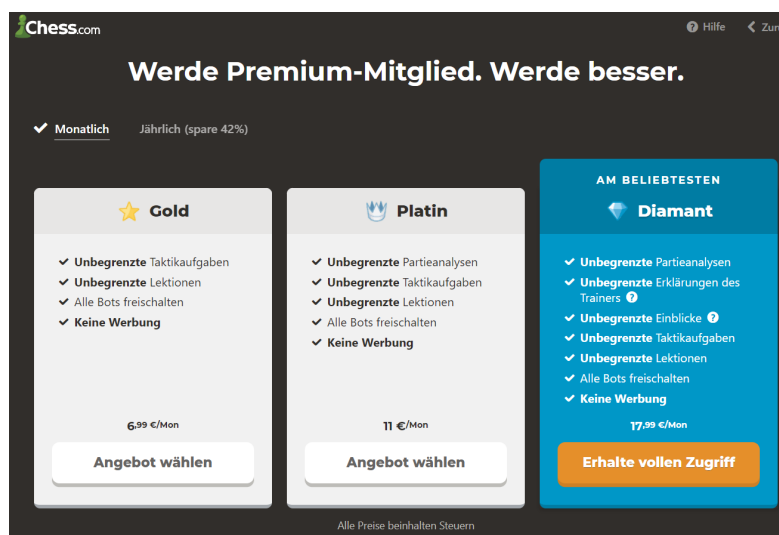 Chess.com
Hilfe
Werde Premium-Mitglied. Werde besser.
Monatlich
Jährlich (spare 42%)
Gold
Unbegrenzte Taktikaufgaben
Unbegrenzte Lektionen
Alle Bots freischalten
Keine Werbung
6,99 €/Mon
Angebot wählen
Platin
Unbegrenzte Partieanalysen
Unbegrenzte Taktikaufgaben
Unbegrenzte Lektionen
Alle Bots freischalten
Keine Werbung
11 €/Mon
Angebot wählen
AM BELIEBTESTEN
Diamant
Unbegrenzte Partieanalysen
Unbegrenzte Erklärungen des
Trainers
Unbegrenzte Einblicke
Unbegrenzte Taktikaufgaben
Unbegrenzte Lektionen
Alle Bots freischalten
Keine Werbung
17,99 €/Mon
Erhalte vollen Zugriff
Alle Preise beinhalten Steuern